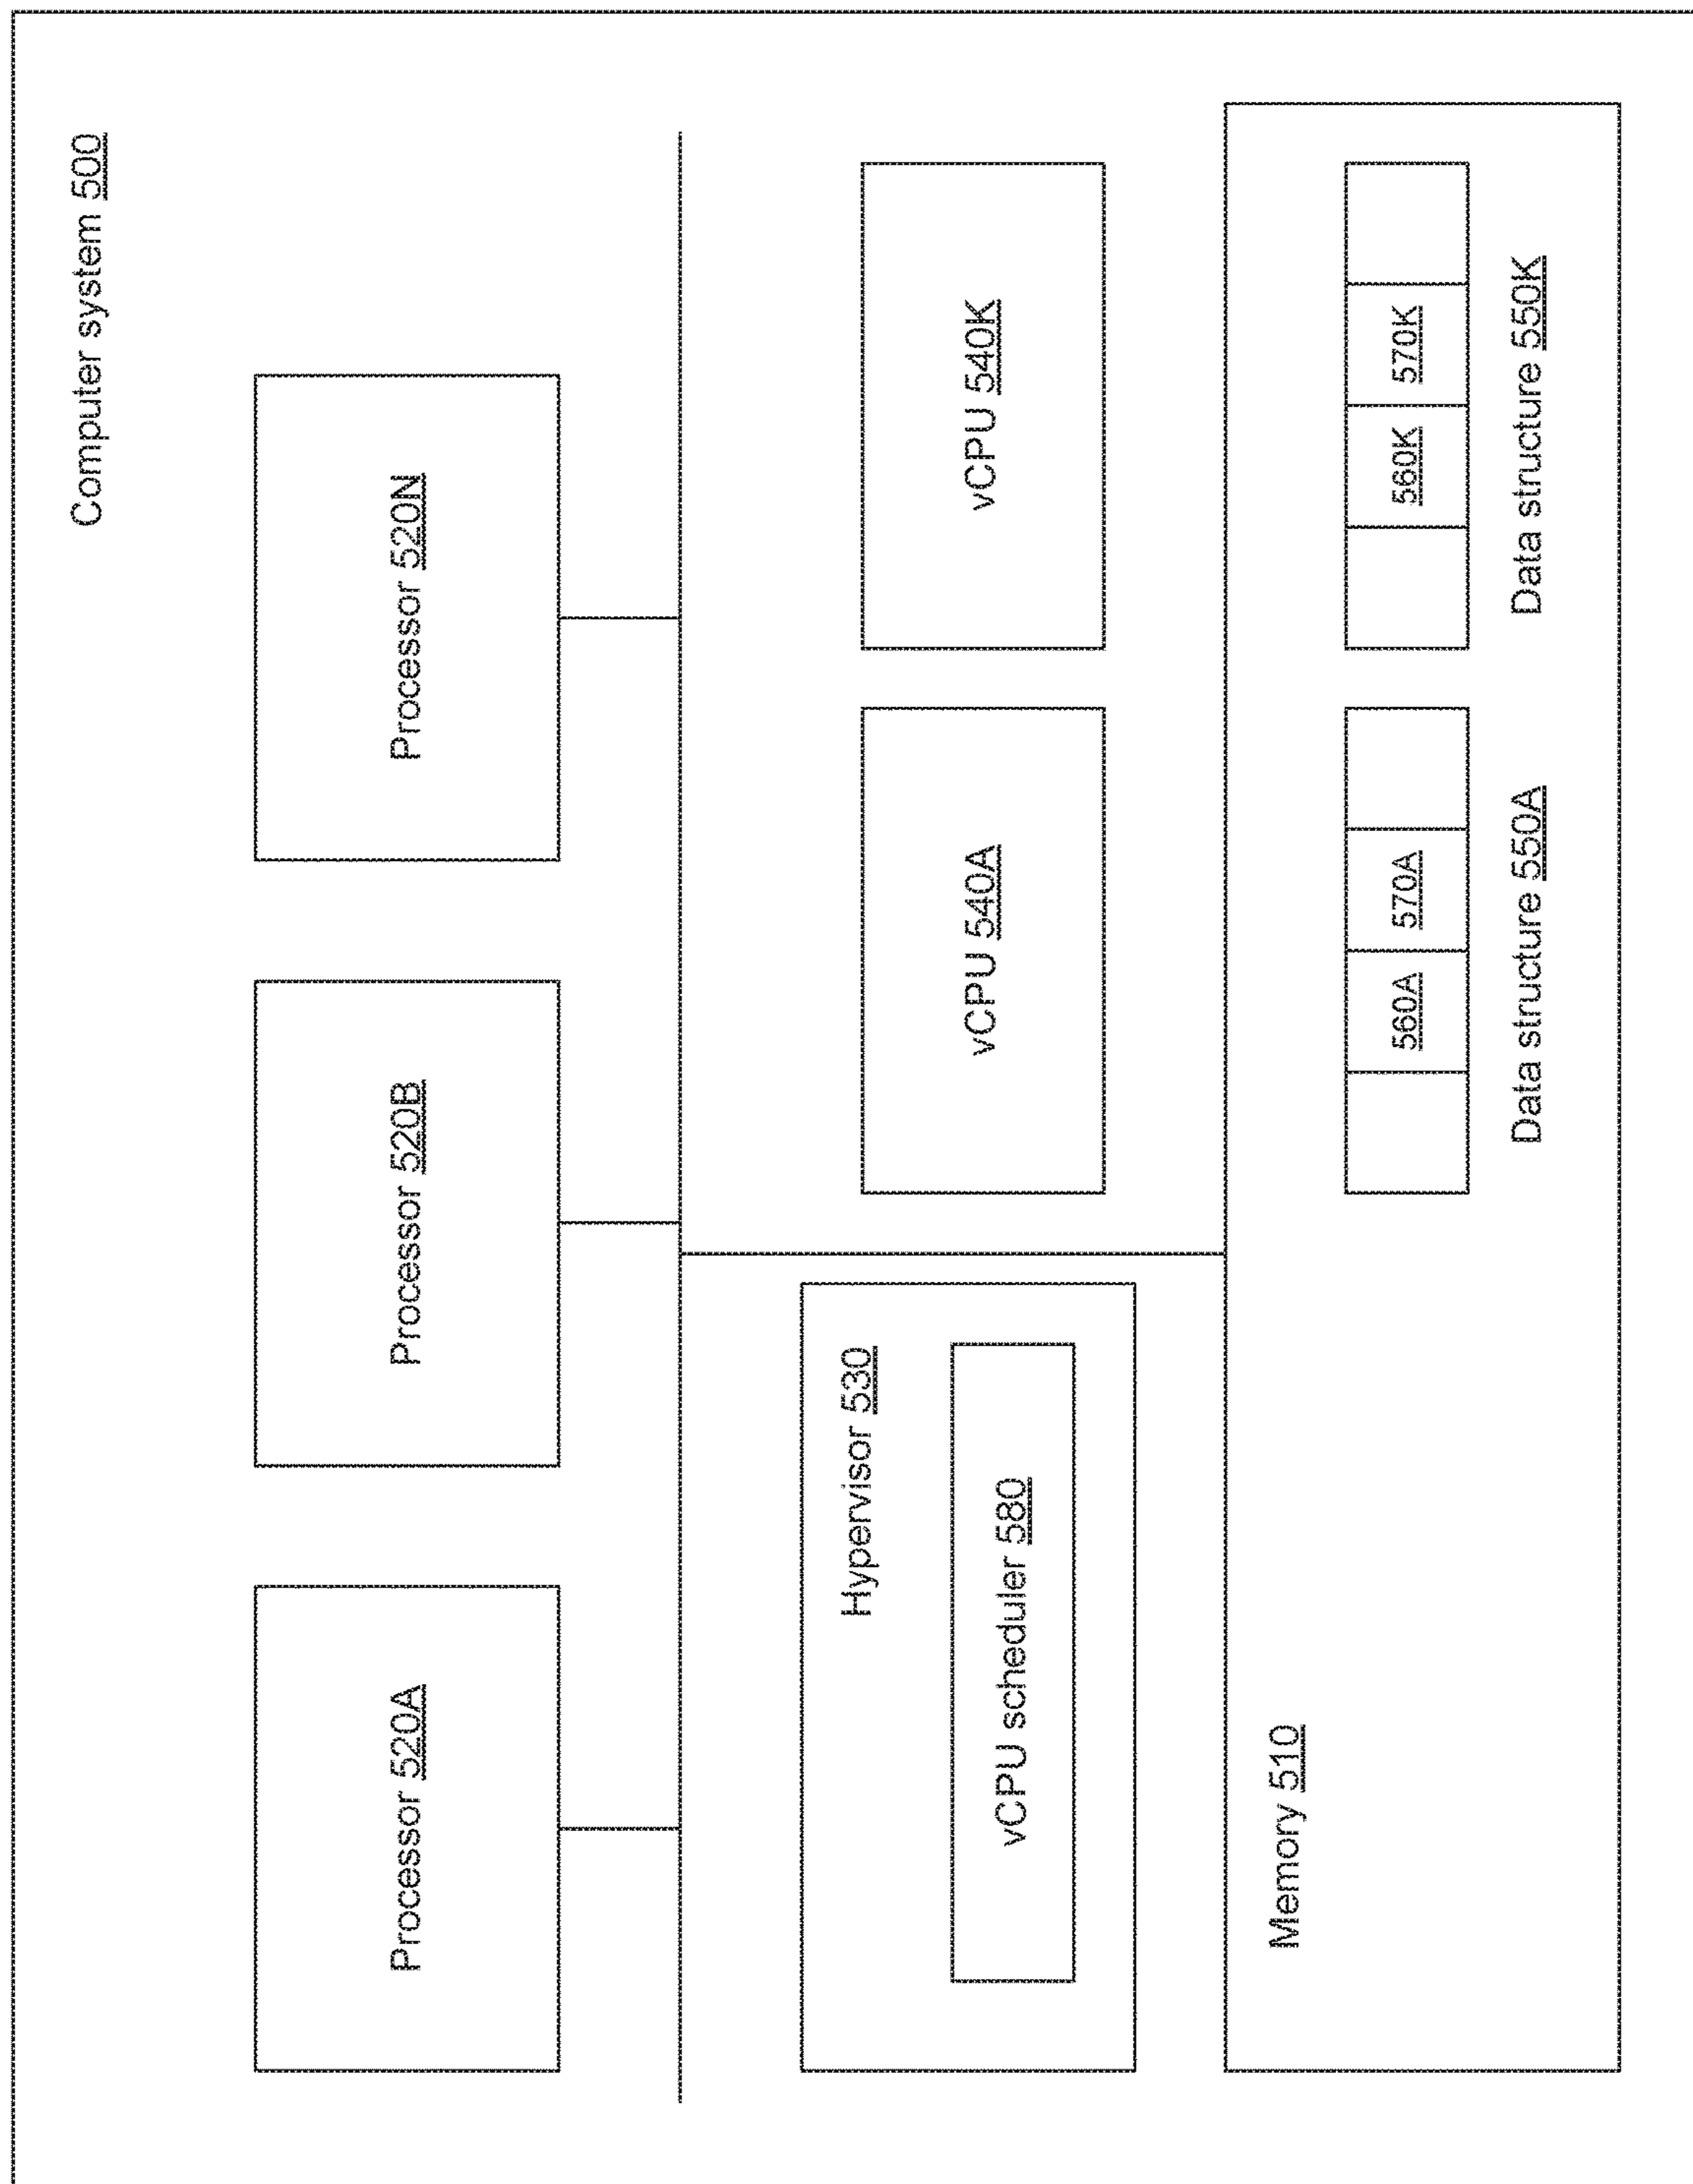 Computer system 500
Processor 520A
Processor 520B
Processor 520N
Hypervisor 530
vCPU scheduler 580
vCPU 540A
vCPU 540K
Memory 510
560A
570A
560K
570K
Data structure 550A
Data structure 550K